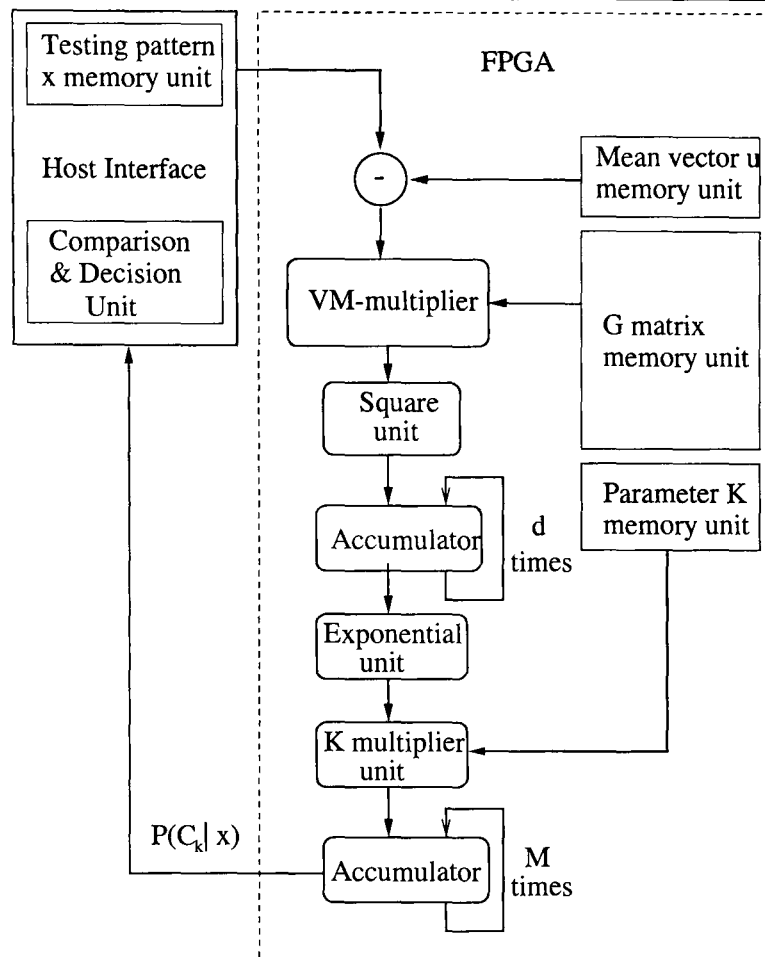 Testing pattern
x memory unit
Host Interface
Comparison
& Decision
Unit
FPGA
-
Mean vector u
memory unit
VM-multiplier
G matrix
memory unit
Square
unit
Parameter K
memory unit
Accumulator
d
times
Exponential
unit
K multiplier
unit
P(Cₖ| x)
Accumulator
M
times